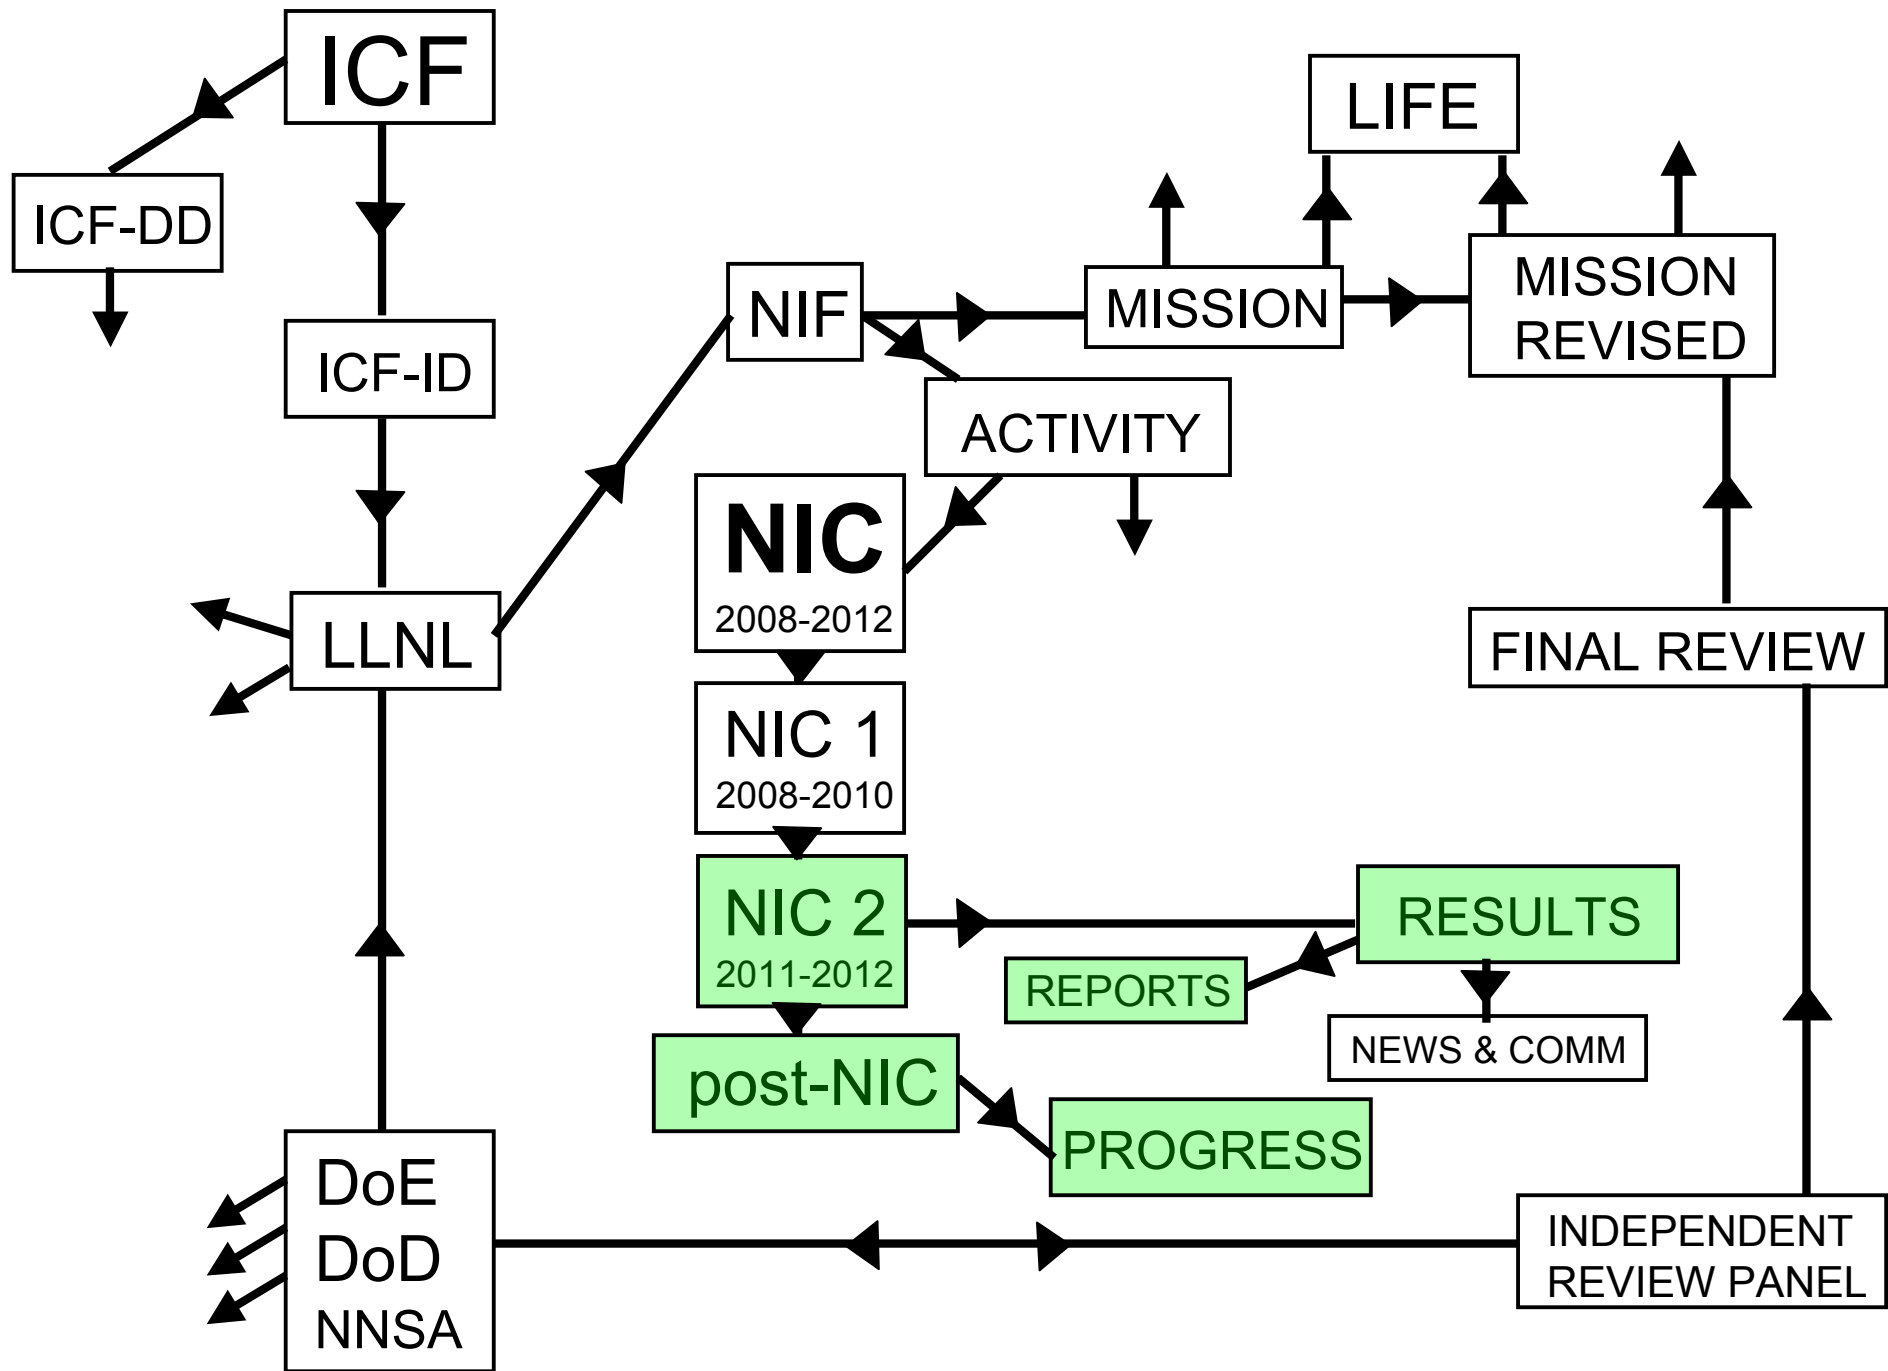 ICF
LIFE
ICF-DD
NIF
MISSION
MISSION
REVISED
ICF-ID
ACTIVITY
NIC
2008-2012
LLNL
FINAL REVIEW
NIC 1
2008-2010
NIC 2
2011-2012
RESULTS
REPORTS
NEWS & COMM
post-NIC
PROGRESS
DoE
DoD
NNSA
INDEPENDENT
REVIEW PANEL